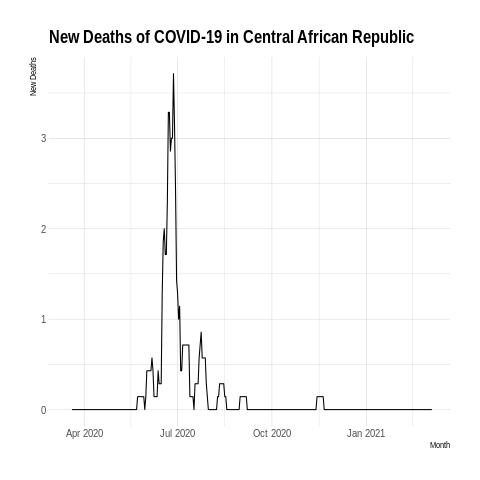 New Deaths of COVID-19 in Central African Republic
New Deaths
3
2
1
0
Apr 2020 Jul 2020 Oct 2020 Jan 2021
Month